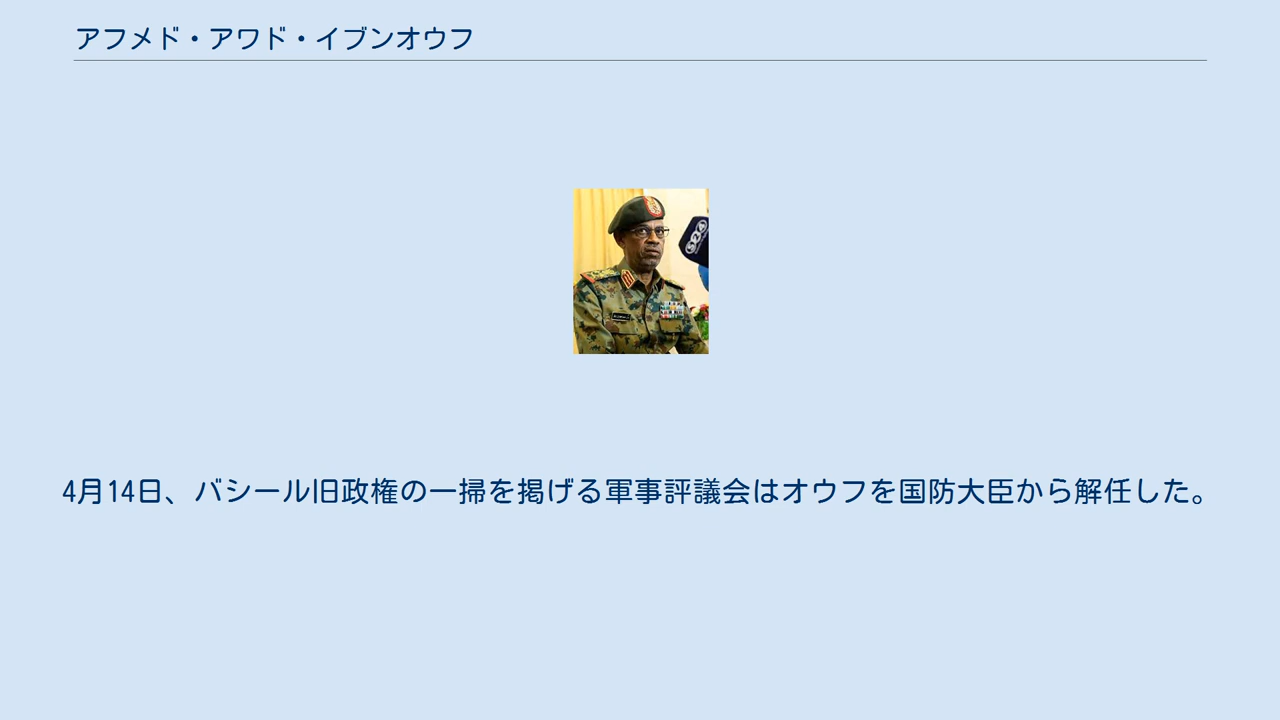 アフメド・アワド・イブンオウフ
S24
4月14日、バシール旧政権の一掃を掲げる軍事評議会はオウフを国防大臣から解任した。